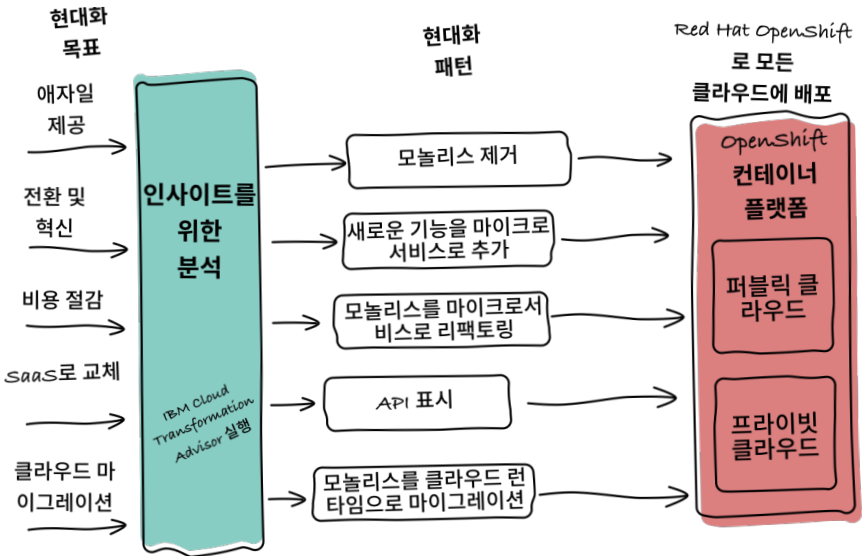 현대화
목표
애자일
제공
전환 및
혁신
비용 절감
SaaS로 교체
클라우드 마
이그레이션
인사이트를
위한
분석
IBM Cloud
Transformation
Advisor 실행
현대화
패턴
모놀리스 제거
새로운 기능을 마이크로
서비스로 추가
모놀리스를 마이크로서
비스로 리팩토링
API 표시
모놀리스를 클라우드 런
타임으로 마이그레이션
Red Hat OpenShift
로 모든
클라우드에 배포
OpenShift
컨테이너
플랫폼
퍼블릭 클
라우드
프라이빗
클라우드